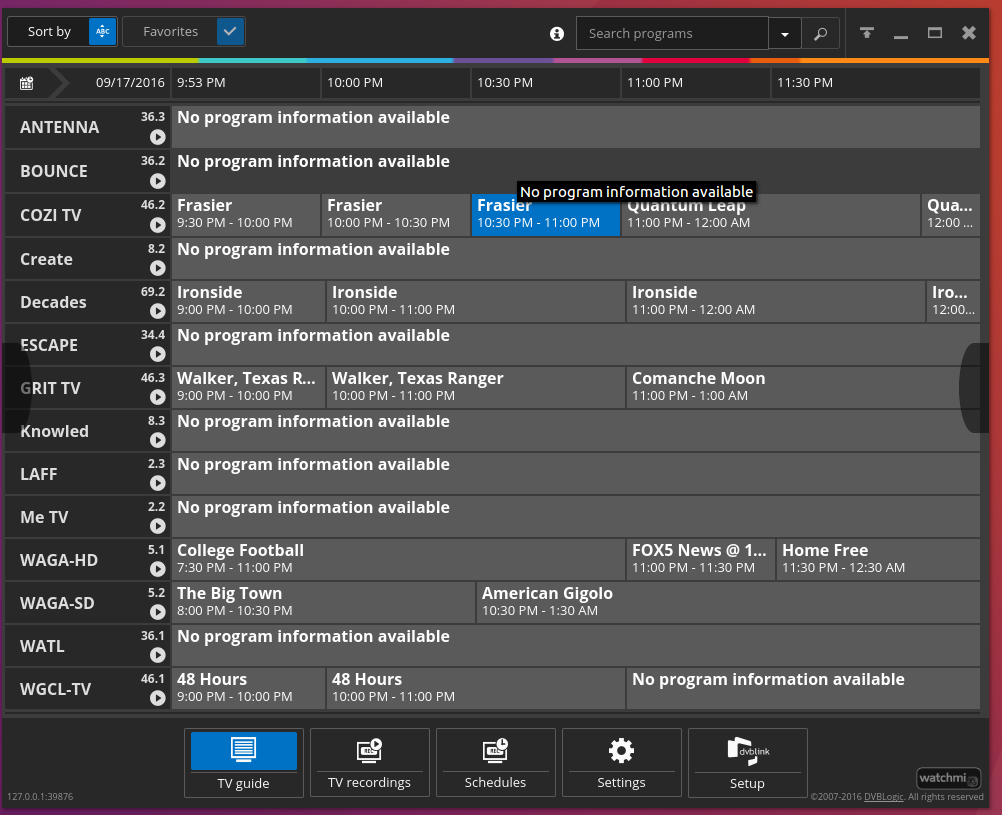 Sort by ABC Favorites Search programs
09/17/2016 9:53 PM 10:00 PM 10:30 PM 11:00 PM 11:30 PM
ANTENNA 36.3 No program information available
BOUNCE 36.2 No program information available
No program information available
COZI TV 46.2 Frasier Frasier Frasier Quantum Leap Qua...
9:30 PM - 10:00 PM 10:00 PM - 10:30 PM 10:30 PM - 11:00 PM 11:00 PM - 12:00 AM 12:00 ...
Create 8.2 No program information available
Decades 69.2 Ironside Ironside Ironside Iro...
9:00 PM - 10:00 PM 10:00 PM - 11:00 PM 11:00 PM - 12:00 AM 12:00...
ESCAPE 34.4 No program information available
GRIT TV 46.3 Walker, Texas R... Walker, Texas Ranger Comanche Moon
9:00 PM - 10:00 PM 10:00 PM - 11:00 PM 11:00 PM - 1:00 AM
Knowled 8.3 No program information available
LAFF 2.3 No program information available
Me TV 2.2 No program information available
WAGA-HD 5.1 College Football FOX5 News @ 1... Home Free
7:30 PM - 11:00 PM 11:00 PM - 11:30 PM 11:30 PM - 12:30 AM
WAGA-SD 5.2 The Big Town American Gigolo
8:00 PM - 10:30 PM 10:30 PM - 1:30 AM
WATL 36.1 No program information available
WGCL-TV 46.1 48 Hours 48 Hours No program information available
9:00 PM - 10:00 PM 10:00 PM - 11:00 PM
REC REC dvblink
TV guide TV recordings Schedules Settings Setup
watchmi
127.0.0.1:39876 ©2007-2016 DVBLogic. All rights reserved